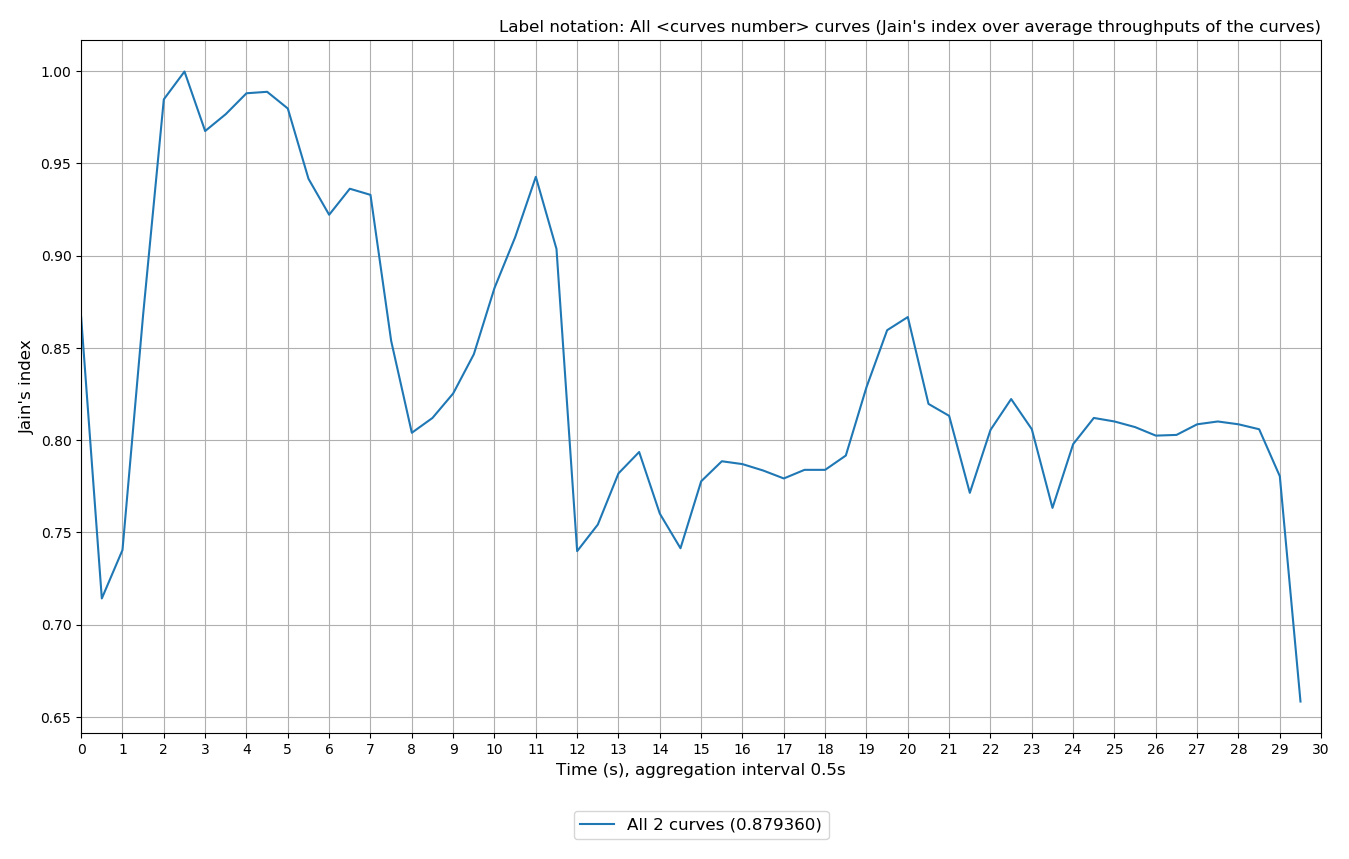 Label notation: All <curves number> curves (Jain's index over average throughputs of the curves)
1.00
0.95
0.90
0.85
0.80
0.75
0.70
0.65
Jain's index
0 1 2 3 4 5 6 7 8 9 10 11 12 13 14 15 16 17 18 19 20 21 22 23 24 25 26 27 28 29 30
Time (s), aggregation interval 0.5s
All 2 curves (0.879360)